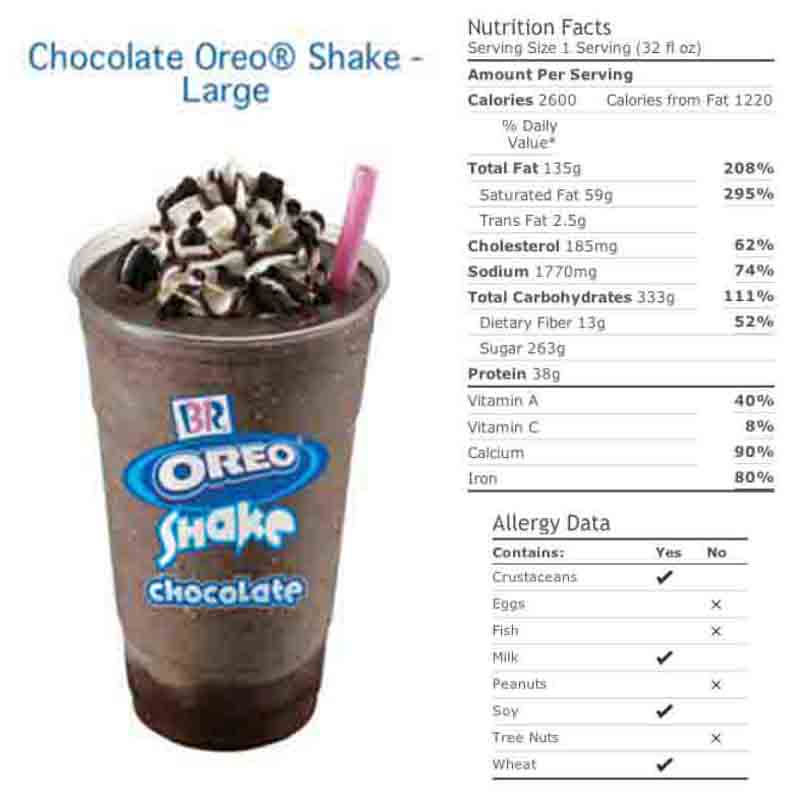 Chocolate Oreo® Shake -
Large
BR
OREO
Shake
chocolate
Nutrition Facts
Serving Size 1 Serving (32 fl oz)
Amount Per Serving
Calories 2600 Calories from Fat 1220
% Daily
Value*
Total Fat 135g 208%
Saturated Fat 59g 295%
Trans Fat 2.5g
Cholesterol 185mg 62%
Sodium 1770mg 74%
Total Carbohydrates 333g 111%
Dietary Fiber 13g 52%
Sugar 263g
Protein 38g
Vitamin A 40%
Vitamin C 8%
Calcium 90%
Iron 80%
Allergy Data
Contains: Yes No
Crustaceans ✔
Eggs ×
Fish ×
Milk ✔
Peanuts ×
Soy ✔
Tree Nuts ×
Wheat ✔